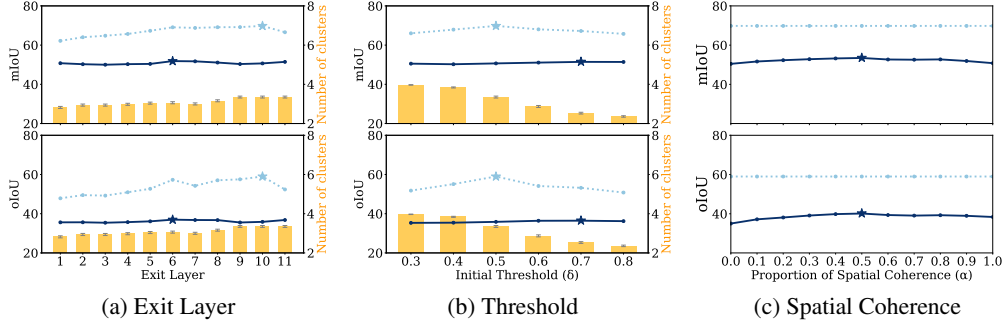 80
60
40
20
mIoU
8
6
4
2
Number of clusters
80
60
40
20
oIoU
8
6
4
2
Number of clusters
1 2 3 4 5 6 7 8 9 10 11
Exit Layer
(a) Exit Layer
80
60
40
20
mIoU
8
6
4
2
Number of clusters
80
60
40
20
oIoU
8
6
4
2
Number of clusters
0.3 0.4 0.5 0.6 0.7 0.8
Initial Threshold (δ)
(b) Threshold
80
60
40
20
mIoU
80
60
40
20
oIoU
0.0 0.1 0.2 0.3 0.4 0.5 0.6 0.7 0.8 0.9 1.0
Proportion of Spatial Coherence (α)
(c) Spatial Coherence